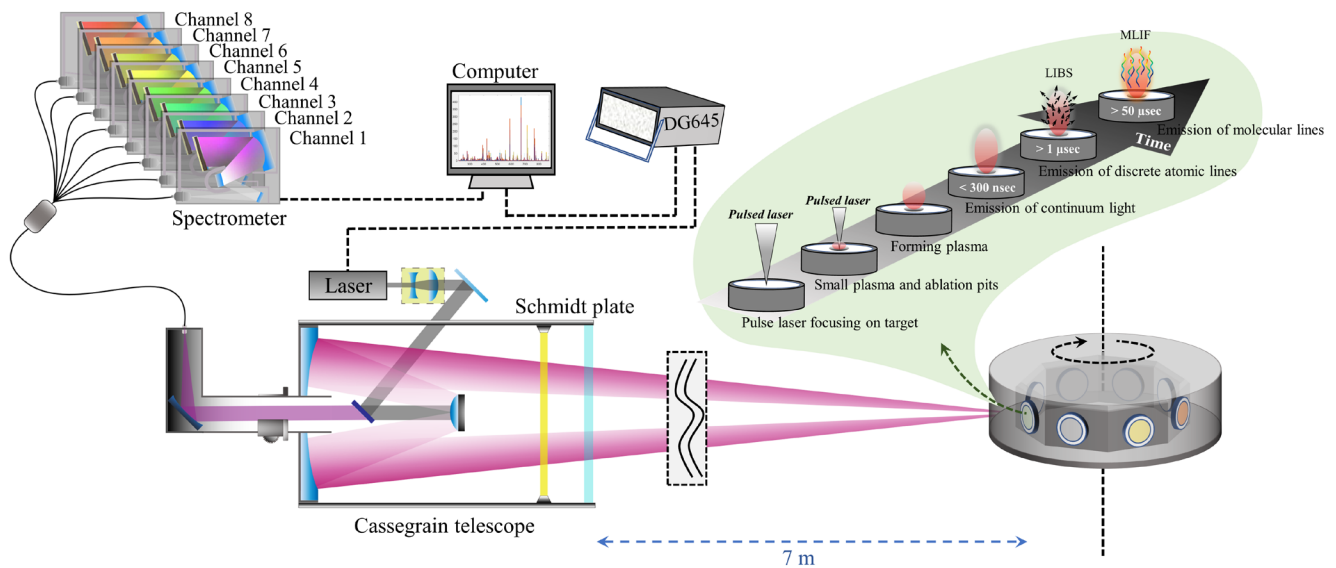 Channel 8
Channel 7
Channel 6
Channel 5
Channel 4
Channel 3
Channel 2
Channel 1
Spectrometer
Computer
DG645
Laser
Schmidt plate
Cassegrain telescope
7 m
MLIF
LIBS
> 50 μsec
Emission of molecular lines
Time
> 1 μsec
Emission of discrete atomic lines
< 300 nsec
Emission of continuum light
Forming plasma
Pulsed laser
Small plasma and ablation pits
Pulsed laser
Pulse laser focusing on target